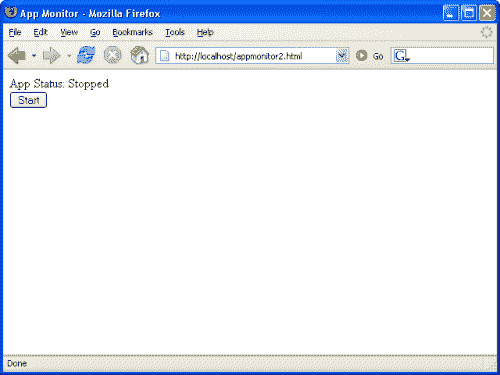 App Monitor - Mozilla Firefox
File Edit View Go Bookmarks Tools Help
http://localhost/appmonitor2.html Go G
App Status: Stopped
Start
Done